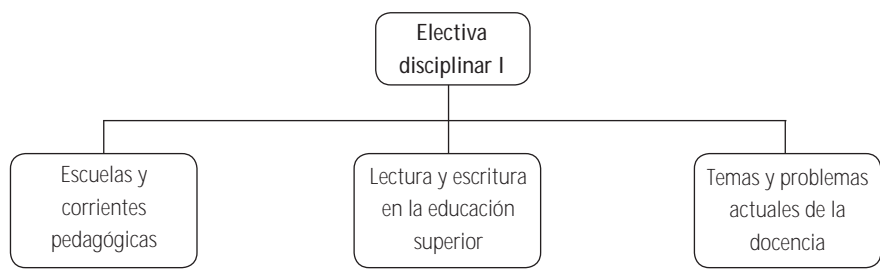 Electiva
disciplinar I
Escuelas y
corrientes
pedagógicas
Lectura y escritura
en la educación
superior
Temas y problemas
actuales de la
docencia